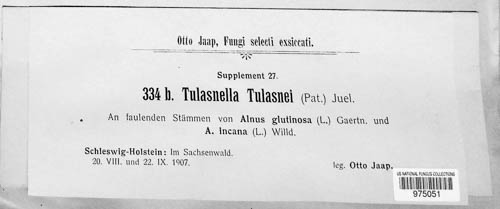 Otto Jaap, Fungi selecti exsiccati.
Supplement 27.
334 b. Tulasnella Tulasnei (Pat.) Juel.
An faulenden Stämmen von Alnus glutinosa (L.) Gaertn. und
A. incana (L.) Willd.
Schleswig-Holstein: Im Sachsenwald.
20. VIII. und 22. IX. 1907.
leg. Otto Jaap.
US NATIONAL FUNGUS COLLECTIONS
975051